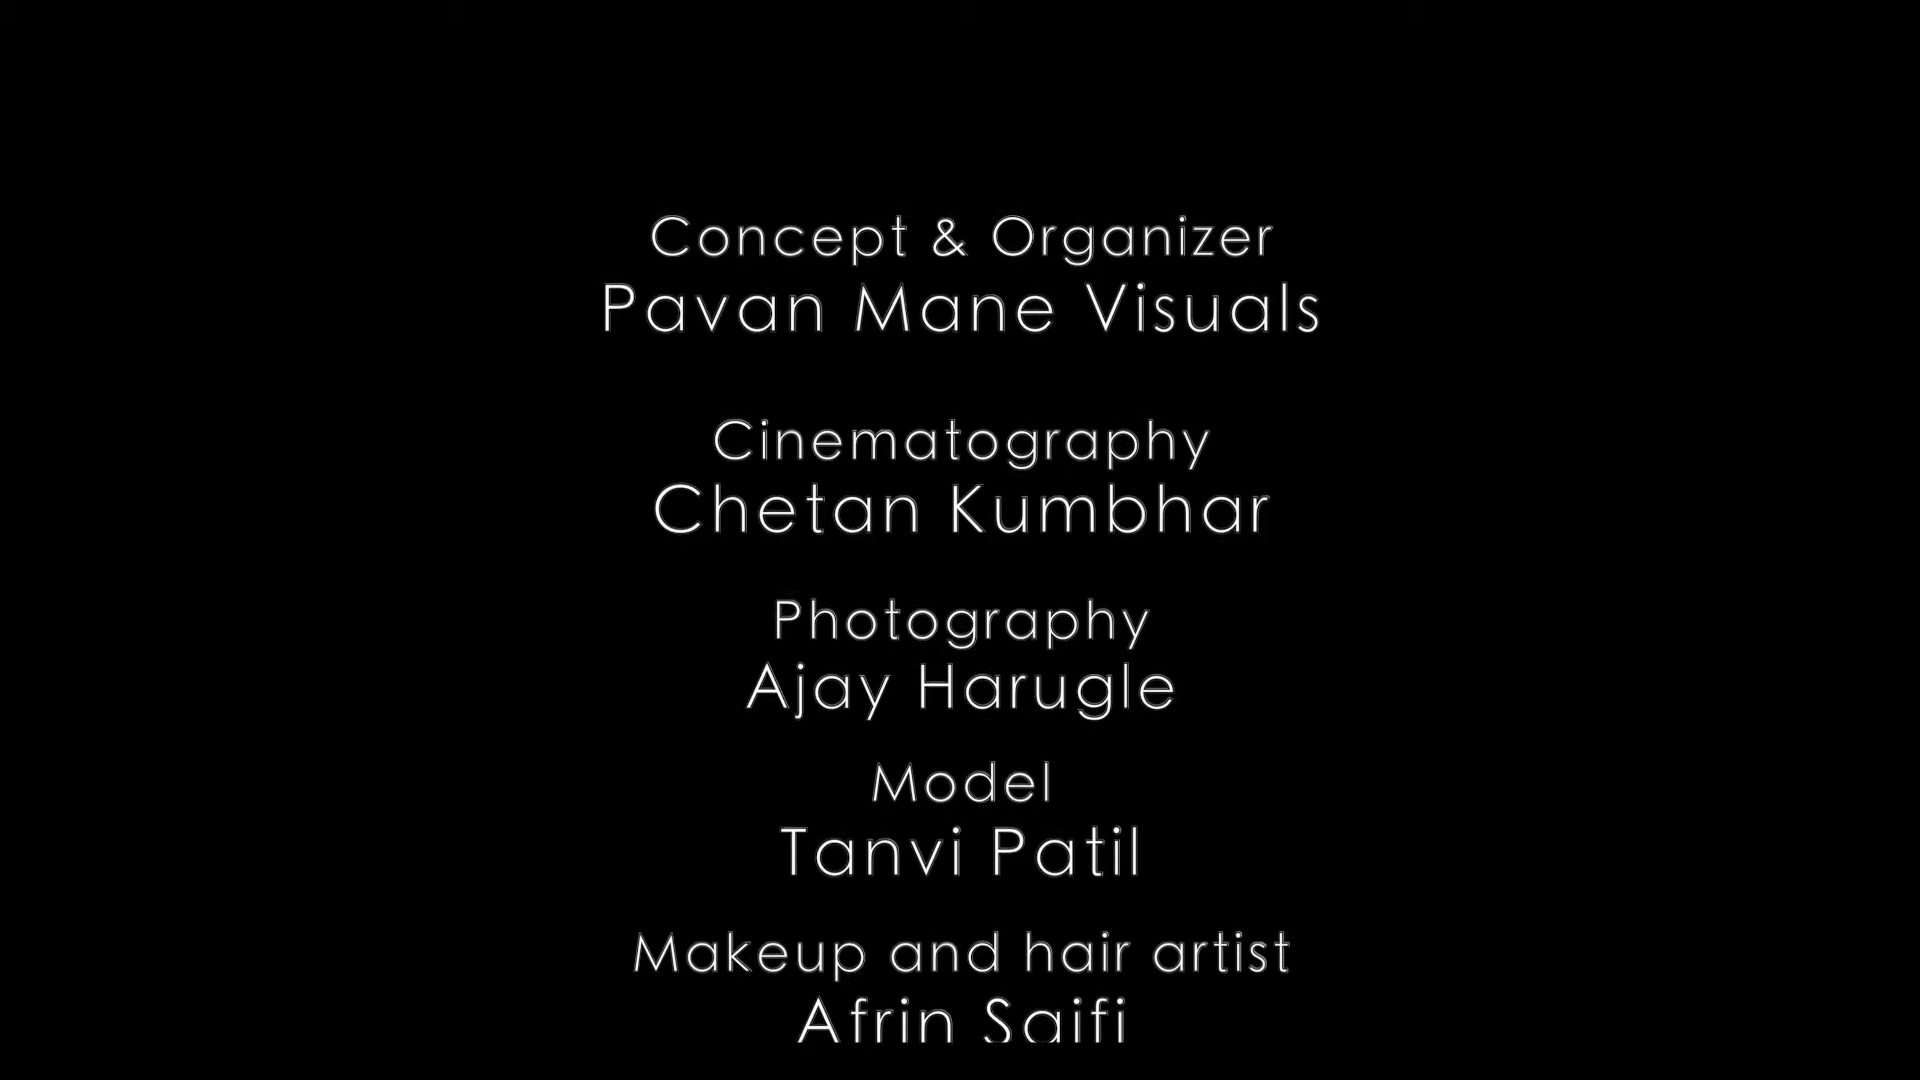 Concept & Organizer
Pavan Mane Visuals
Cinematography
Chetan Kumbhar
Photography
Ajay Harugle
Model
Tanvi Patil
Makeup and hair artist
Afrin Saifi